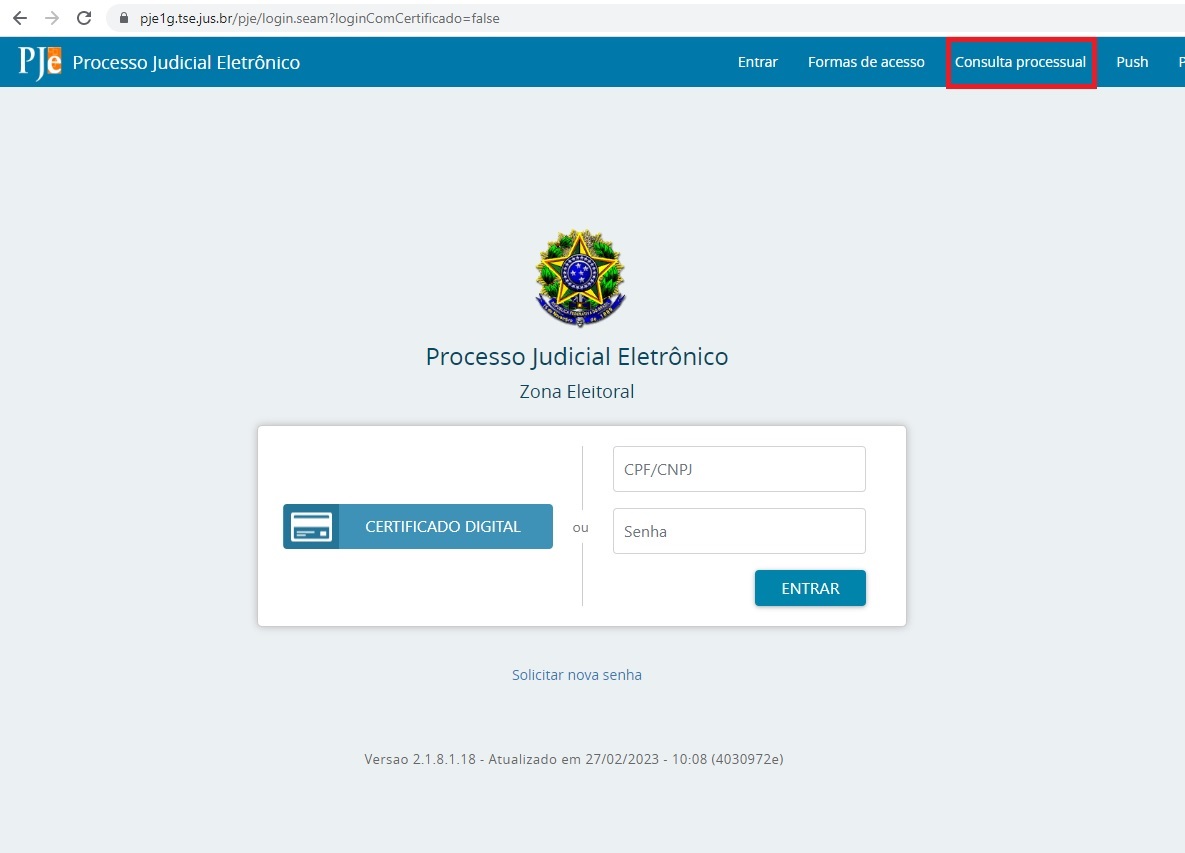 pje1g.tse.jus.br/pje/login.seam?loginComCertificado=false
PJe Processo Judicial Eletrônico Entrar Formas de acesso Consulta processual Push P
Processo Judicial Eletrônico
Zona Eleitoral
CPF/CNPJ
CERTIFICADO DIGITAL ou Senha
ENTRAR
Solicitar nova senha
Versao 2.1.8.1.18 - Atualizado em 27/02/2023 - 10:08 (4030972e)